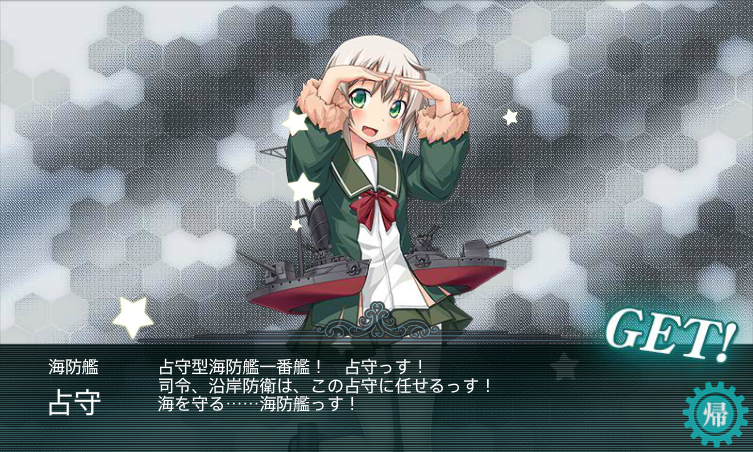 GET!
海防艦
占守
占守型海防艦一番艦！　占守っす！
司令、沿岸防衛は、この占守に任せるっす！
海を守る……海防艦っす！
帰